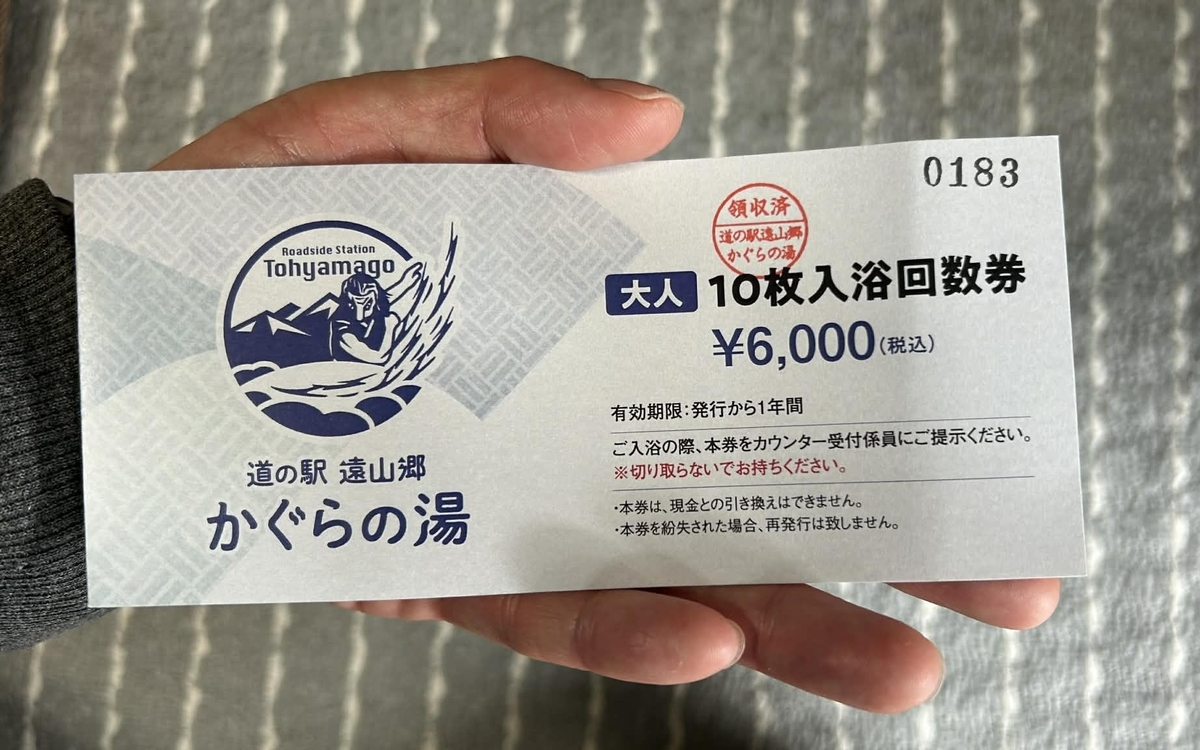 Roadside Station
Tohyamago
道の駅 遠山郷
かぐらの湯
0183
領収済
道の駅遠山郷
かぐらの湯
大人 10枚入浴回数券
¥6,000(税込)
有効期限:発行から1年間
ご入浴の際、本券をカウンター受付係員にご提示ください。
※切り取らないでお持ちください。
・本券は、現金との引き換えはできません。
・本券を紛失された場合、再発行は致しません。